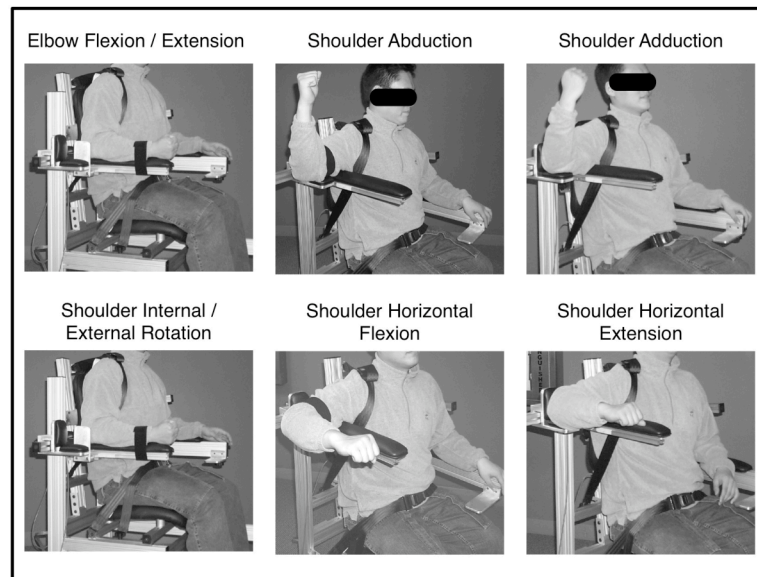 Elbow Flexion / Extension
Shoulder Abduction
Shoulder Adduction
Shoulder Internal /
External Rotation
Shoulder Horizontal
Flexion
Shoulder Horizontal
Extension